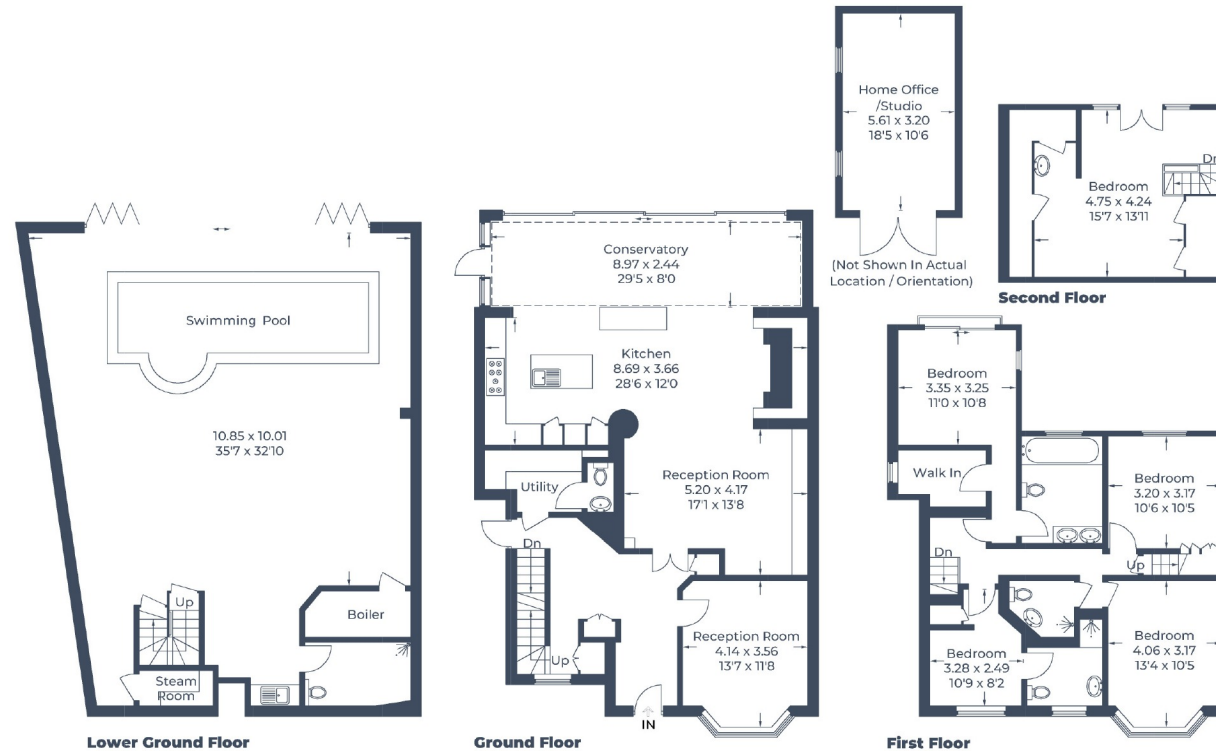 Swimming Pool
10.85 x 10.01
35'7 x 32'10
Up
Boiler
Steam
Room
Lower Ground Floor
Conservatory
8.97 x 2.44
29'5 x 8'0
Kitchen
8.69 x 3.66
28'6 x 12'0
Utility
Reception Room
5.20 x 4.17
17'1 x 13'8
Dn
Reception Room
4.14 x 3.56
13'7 x 11'8
Up
IN
Ground Floor
Home Office
/Studio
5.61 x 3.20
18'5 x 10'6
(Not Shown In Actual
Location / Orientation)
Dn
Bedroom
4.75 x 4.24
15'7 x 13'11
Second Floor
Bedroom
3.35 x 3.25
11'0 x 10'8
Walk In
Bedroom
3.20 x 3.17
10'6 x 10'5
Dn
Up
Bedroom
4.06 x 3.17
13'4 x 10'5
Bedroom
3.28 x 2.49
10'9 x 8'2
First Floor